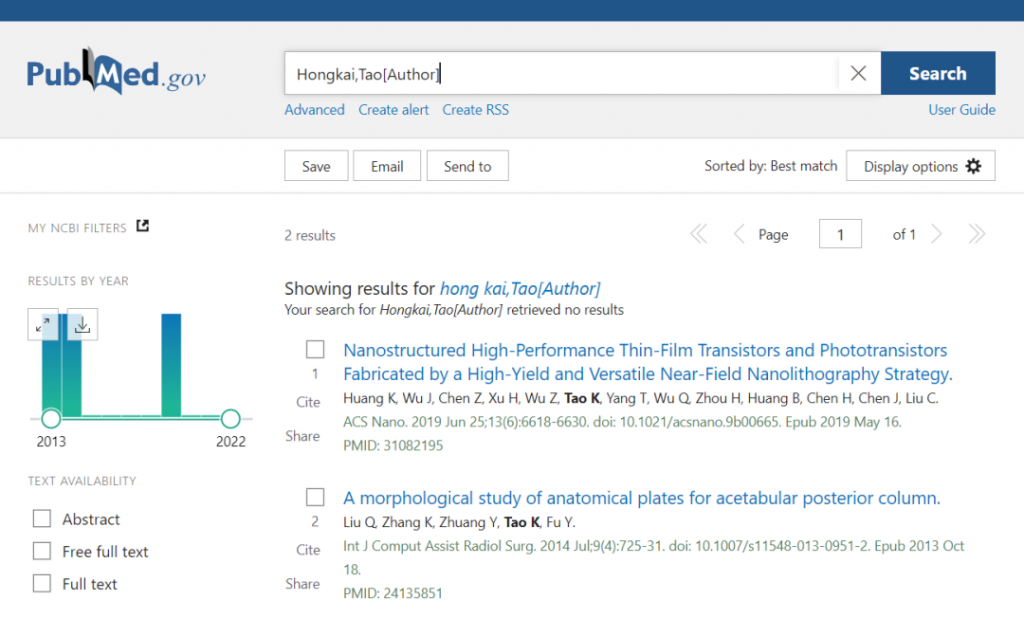 PubMed.gov
Hongkai,Tao[Author]
Search
Advanced Create alert Create RSS
User Guide
Save Email Send to
Sorted by: Best match Display options
MY NCBI FILTERS
2 results
Page 1 of 1
RESULTS BY YEAR
2013 2022
TEXT AVAILABILITY
Abstract
Free full text
Full text
Showing results for hong kai,Tao[Author]
Your search for Hongkai,Tao[Author] retrieved no results
1
Cite
Share
Nanostructured High-Performance Thin-Film Transistors and Phototransistors
Fabricated by a High-Yield and Versatile Near-Field Nanolithography Strategy.
Huang K, Wu J, Chen Z, Xu H, Wu Z, Tao K, Yang T, Wu Q, Zhou H, Huang B, Chen H, Chen J, Liu C.
ACS Nano. 2019 Jun 25;13(6):6618-6630. doi: 10.1021/acsnano.9b00665. Epub 2019 May 16.
PMID: 31082195
2
Cite
Share
A morphological study of anatomical plates for acetabular posterior column.
Liu Q, Zhang K, Zhuang Y, Tao K, Fu Y.
Int J Comput Assist Radiol Surg. 2014 Jul;9(4):725-31. doi: 10.1007/s11548-013-0951-2. Epub 2013 Oct
18.
PMID: 24135851